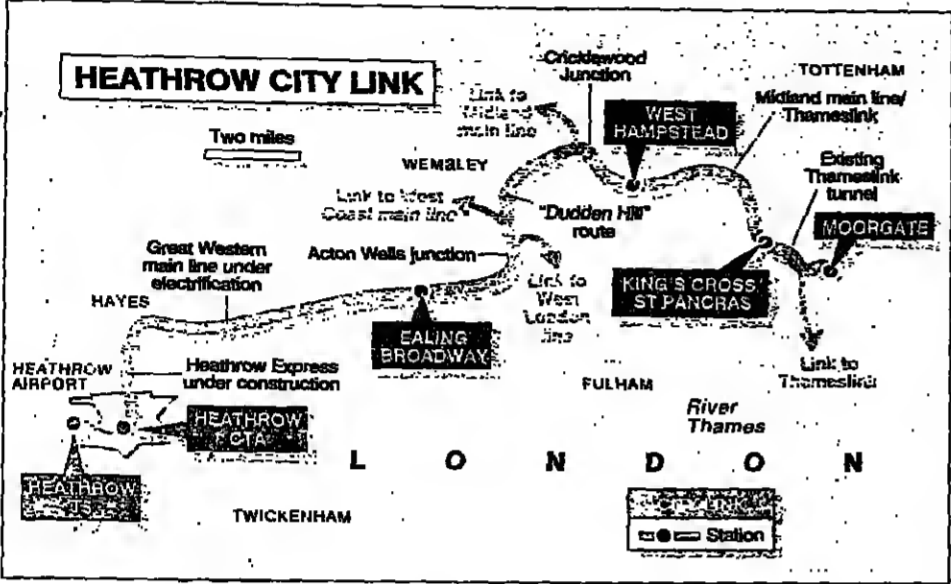 HEATHROW CITY LINK
Two miles
Cricklewood
Junction
TOTTENHAM
Link to
Midland
main line
WEST
HAMPSTEAD
Midland main line/
Thameslink
WEMBLEY
Existing
Thameslink
tunnel
Link to West
Coast main line
"Dudden Hill"
route
MOORGATE
Great Western
main line under
electrification
Acton Wells junction
Link to
West
London
line
KING'S CROSS,
ST PANCRAS
HAYES
EALING
BROADWAY
Link to
Thameslink
HEATHROW
AIRPORT
Heathrow Express
under construction
FULHAM
HEATHROW
CTA
River
Thames
LONDON
HEATHROW
TWICKENHAM
CITY LINK
Station